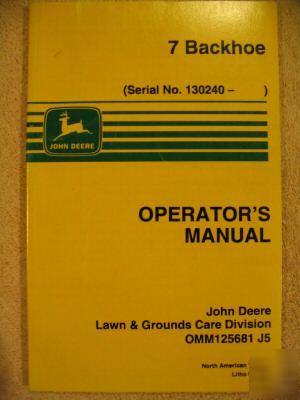 7 Backhoe
(Serial No. 130240 – )
JOHN DEERE
OPERATOR'S
MANUAL
John Deere
Lawn & Grounds Care Division
OMM125681 J5
North American
Litho